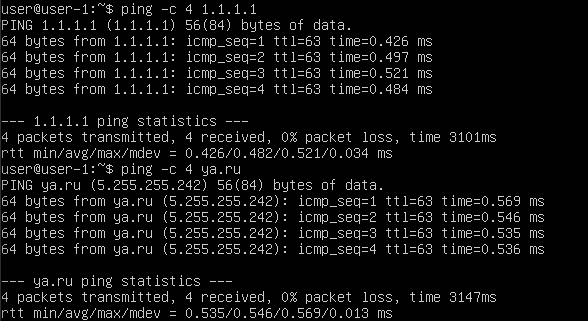 user@user-1:~$ ping -c 4 1.1.1.1
PING 1.1.1.1 (1.1.1.1) 56(84) bytes of data.
64 bytes from 1.1.1.1: icmp_seq=1 ttl=63 time=0.426 ms
64 bytes from 1.1.1.1: icmp_seq=2 ttl=63 time=0.497 ms
64 bytes from 1.1.1.1: icmp_seq=3 ttl=63 time=0.521 ms
64 bytes from 1.1.1.1: icmp_seq=4 ttl=63 time=0.484 ms
--- 1.1.1.1 ping statistics ---
4 packets transmitted, 4 received, 0% packet loss, time 3101ms
rtt min/avg/max/mdev = 0.426/0.482/0.521/0.034 ms
user@user-1:~$ ping -c 4 ya.ru
PING ya.ru (5.255.255.242) 56(84) bytes of data.
64 bytes from ya.ru (5.255.255.242): icmp_seq=1 ttl=63 time=0.569 ms
64 bytes from ya.ru (5.255.255.242): icmp_seq=2 ttl=63 time=0.546 ms
64 bytes from ya.ru (5.255.255.242): icmp_seq=3 ttl=63 time=0.535 ms
64 bytes from ya.ru (5.255.255.242): icmp_seq=4 ttl=63 time=0.536 ms
--- ya.ru ping statistics ---
4 packets transmitted, 4 received, 0% packet loss, time 3147ms
rtt min/avg/max/mdev = 0.535/0.546/0.569/0.013 ms